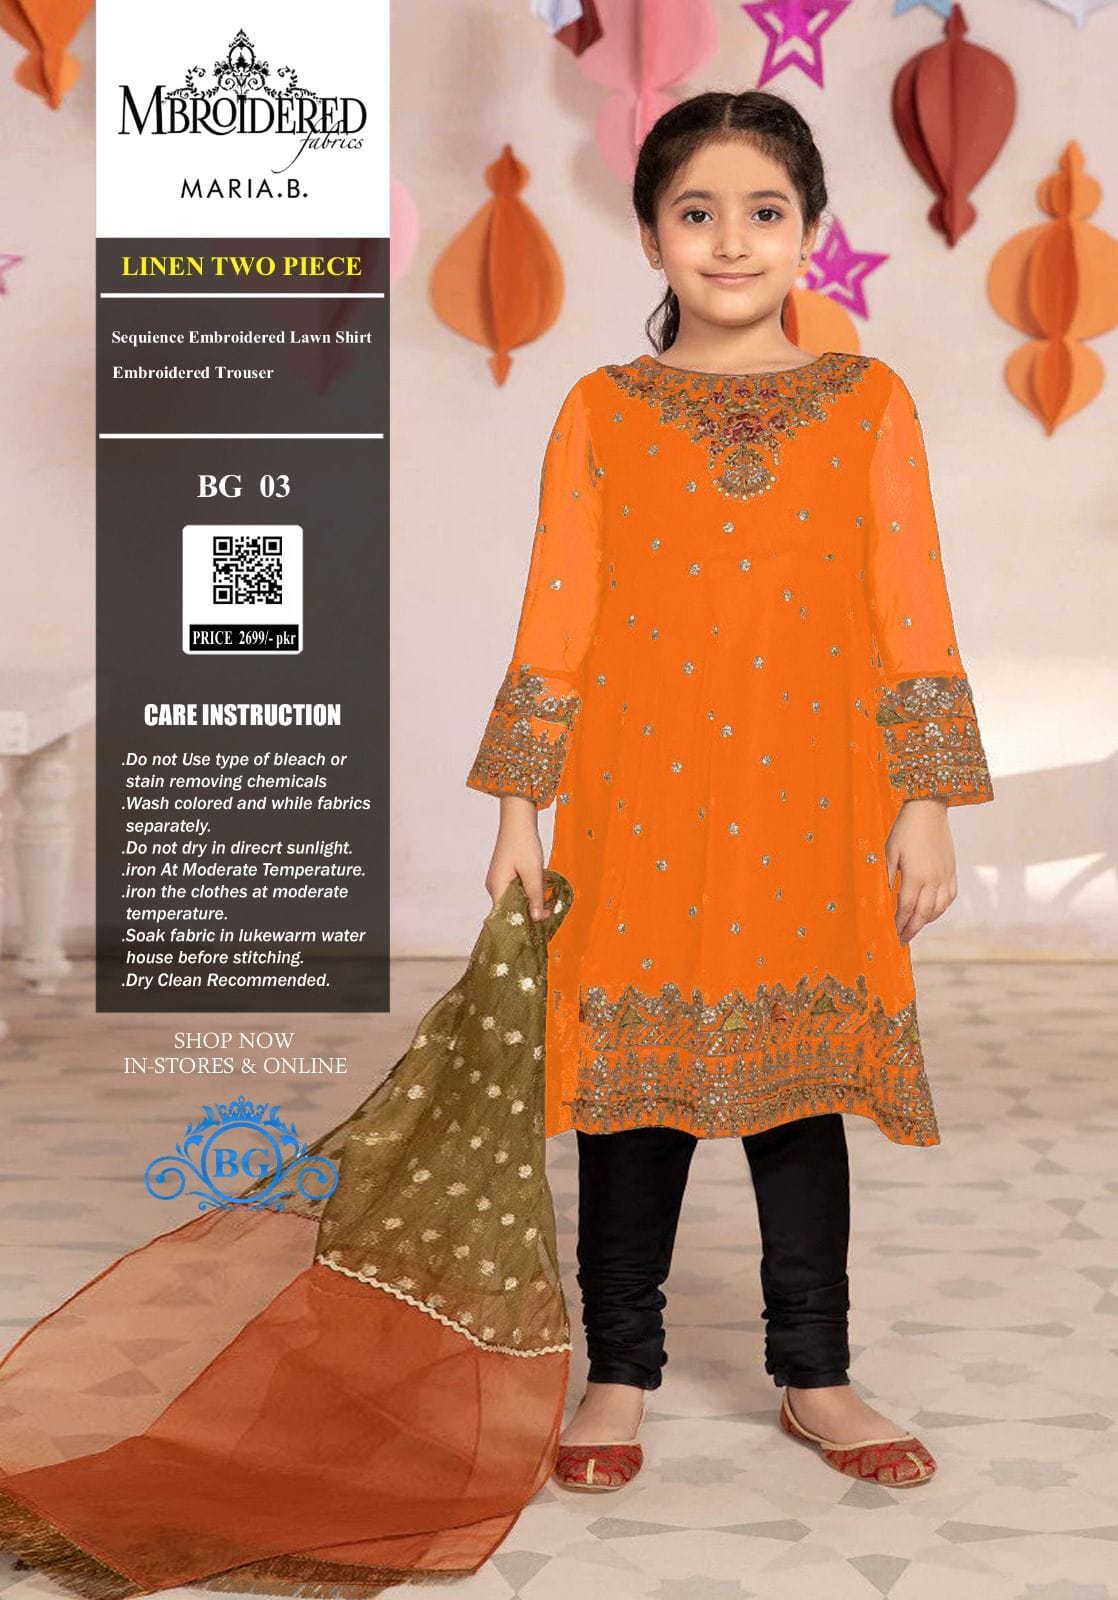 MBROIDERED
fabrics
MARIA.B.
LINEN TWO PIECE
Sequience Embroidered Lawn Shirt
Embroidered Trouser
BG 03
PRICE 2699/- pkr
CARE INSTRUCTION
.Do not Use type of bleach or
stain removing chemicals
.Wash colored and while fabrics
separately.
.Do not dry in direcrt sunlight.
.iron At Moderate Temperature.
.iron the clothes at moderate
temperature.
.Soak fabric in lukewarm water
house before stitching.
.Dry Clean Recommended.
SHOP NOW
IN-STORES & ONLINE
BG